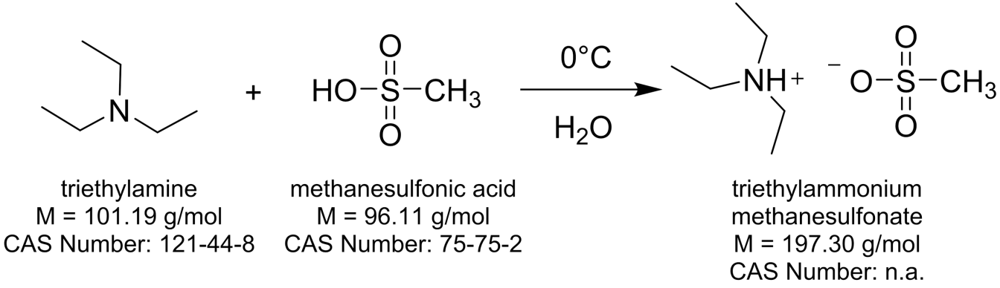 N
+
HO-S-CH₃
O
O
0°C
H₂O
NH+
⁻O-S-CH₃
O
O
triethylamine
M = 101.19 g/mol
CAS Number: 121-44-8
methanesulfonic acid
M = 96.11 g/mol
CAS Number: 75-75-2
triethylammonium
methanesulfonate
M = 197.30 g/mol
CAS Number: n.a.